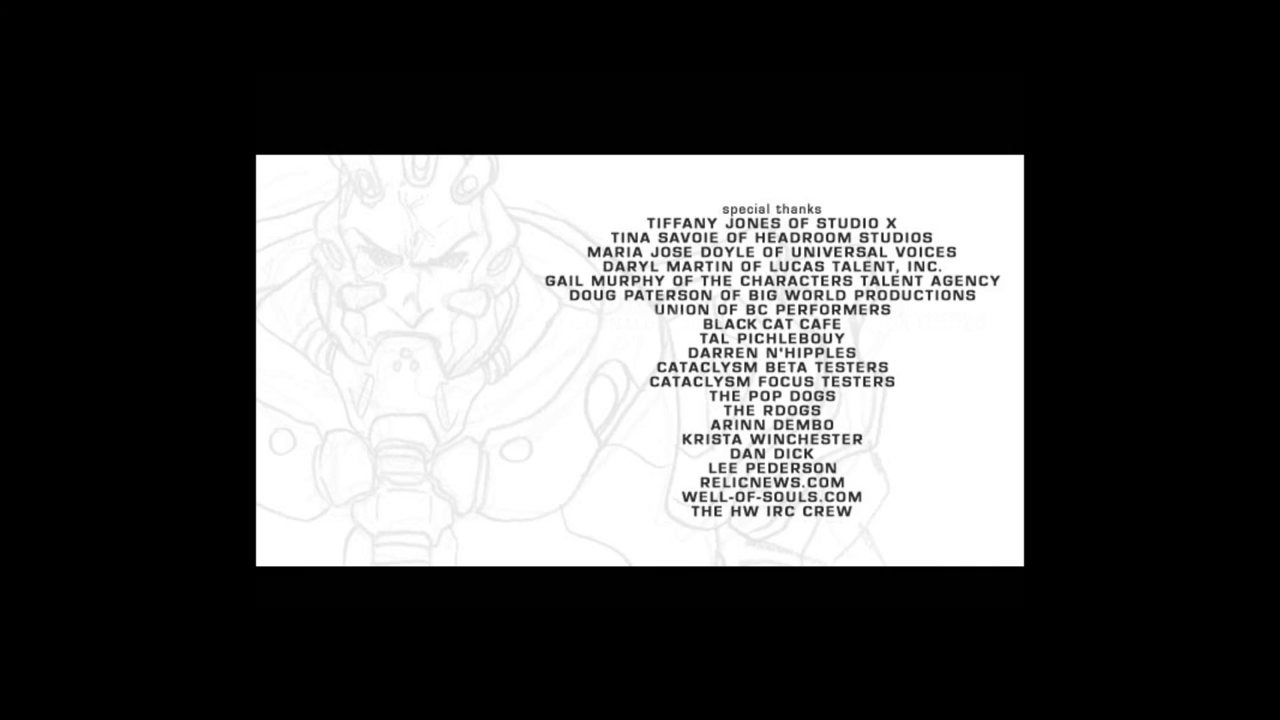 special thanks
TIFFANY JONES OF STUDIO X
TINA SAVOIE OF HEADROOM STUDIOS
MARIA JOSE DOYLE OF UNIVERSAL VOICES
DARYL MARTIN OF LUCAS TALENT, INC.
GAIL MURPHY OF THE CHARACTERS TALENT AGENCY
DOUG PATERSON OF BIG WORLD PRODUCTIONS
UNION OF BC PERFORMERS
BLACK CAT CAFE
TAL PICHLEBOUY
DARREN N'HIPPLES
CATACLYSM BETA TESTERS
CATACLYSM FOCUS TESTERS
THE POP DOGS
THE RDOGS
ARINN DEMBO
KRISTA WINCHESTER
DAN DICK
LEE PEDERSON
RELICNEWS.COM
WELL-OF-SOULS.COM
THE HW IRC CREW